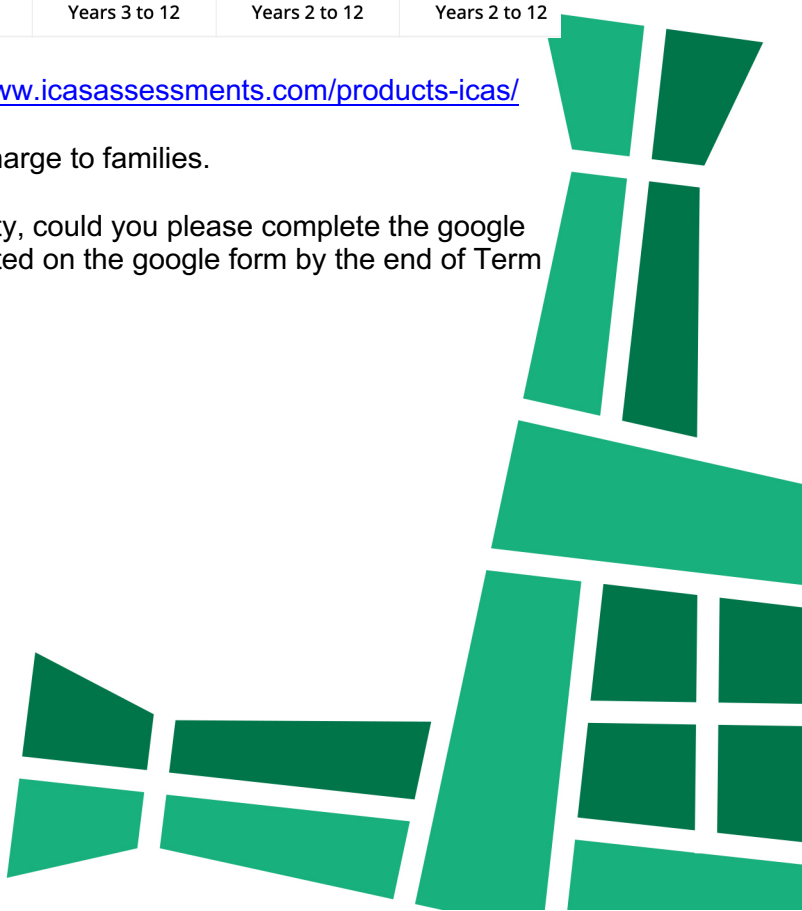 Years 3 to 12 Years 2 to 12 Years 2 to 12
ww.icasassessments.com/products-icas/
harge to families.
ty, could you please complete the google
ted on the google form by the end of Term